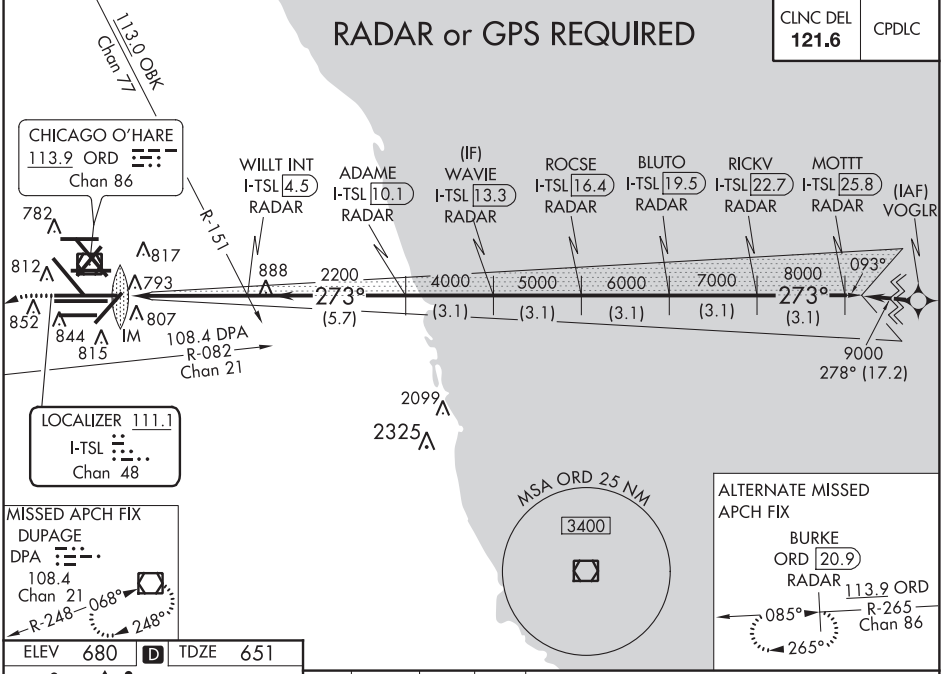 RADAR or GPS REQUIRED
CLNC DEL
121.6
CPDLC
113.0 OBK
Chan 77
CHICAGO O'HARE
113.9 ORD
Chan 86
R-151
WILLT INT
I-TSL 4.5
RADAR
ADAME
I-TSL 10.1
RADAR
(IF)
WAVIE
I-TSL 13.3
RADAR
ROCSE
I-TSL 16.4
RADAR
BLUTO
I-TSL 19.5
RADAR
RICKV
I-TSL 22.7
RADAR
MOTTT
I-TSL 25.8
RADAR
(IAF)
VOGLR
782
817
812
793
888
2200
4000
5000
6000
7000
8000
093°
273°
273°
(5.7)
(3.1)
(3.1)
(3.1)
(3.1)
(3.1)
852
844
815
IM
807
108.4 DPA
R-082
Chan 21
9000
278° (17.2)
2099
2325
LOCALIZER 111.1
I-TSL
Chan 48
MISSED APCH FIX
DUPAGE
DPA
108.4
Chan 21
R-248
068°
248°
MSA ORD 25 NM
3400
ALTERNATE MISSED
APCH FIX
BURKE
ORD 20.9
RADAR
113.9 ORD
R-265
Chan 86
085°
265°
ELEV 680 D TDZE 651